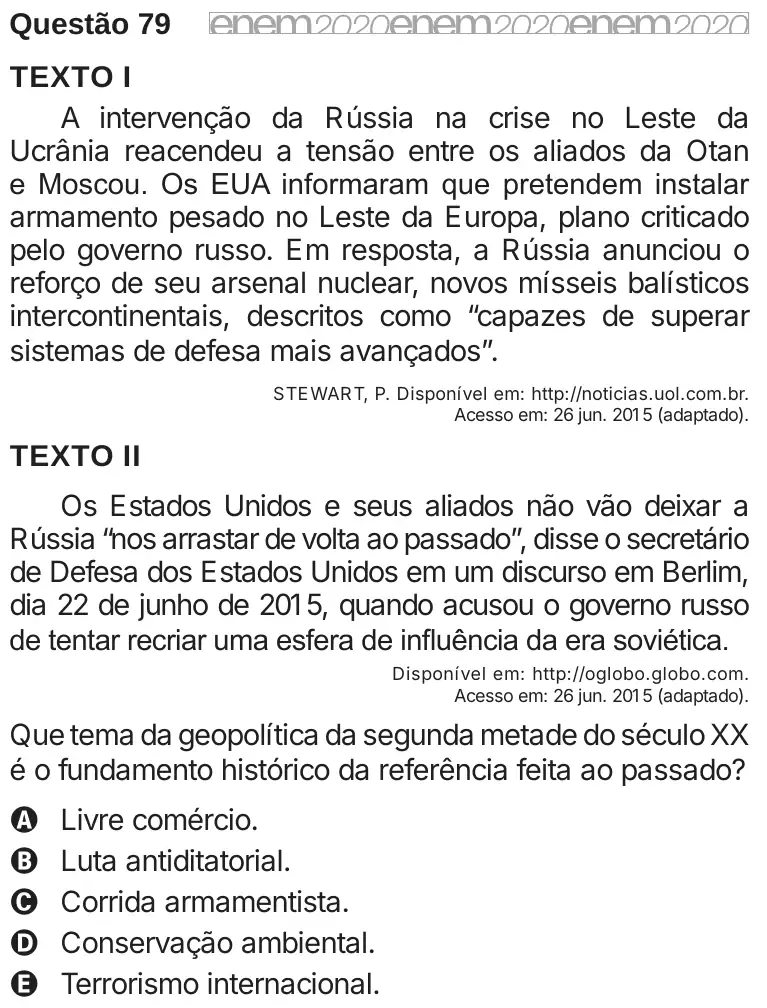 Questão 79 enem2020enem2020enem2020
TEXTO I
A intervenção da Rússia na crise no Leste da
Ucrânia reacendeu a tensão entre os aliados da Otan
e Moscou. Os EUA informaram que pretendem instalar
armamento pesado no Leste da Europa, plano criticado
pelo governo russo. Em resposta, a Rússia anunciou o
reforço de seu arsenal nuclear, novos mísseis balísticos
intercontinentais, descritos como “capazes de superar
sistemas de defesa mais avançados”.
STEWART, P. Disponível em: http://noticias.uol.com.br.
Acesso em: 26 jun. 2015 (adaptado).
TEXTO II
Os Estados Unidos e seus aliados não vão deixar a
Rússia “nos arrastar de volta ao passado”, disse o secretário
de Defesa dos Estados Unidos em um discurso em Berlim,
dia 22 de junho de 2015, quando acusou o governo russo
de tentar recriar uma esfera de influência da era soviética.
Disponível em: http://oglobo.globo.com.
Acesso em: 26 jun. 2015 (adaptado).
Que tema da geopolítica da segunda metade do século XX
é o fundamento histórico da referência feita ao passado?
A Livre comércio.
B Luta antiditatorial.
C Corrida armamentista.
D Conservação ambiental.
E Terrorismo internacional.